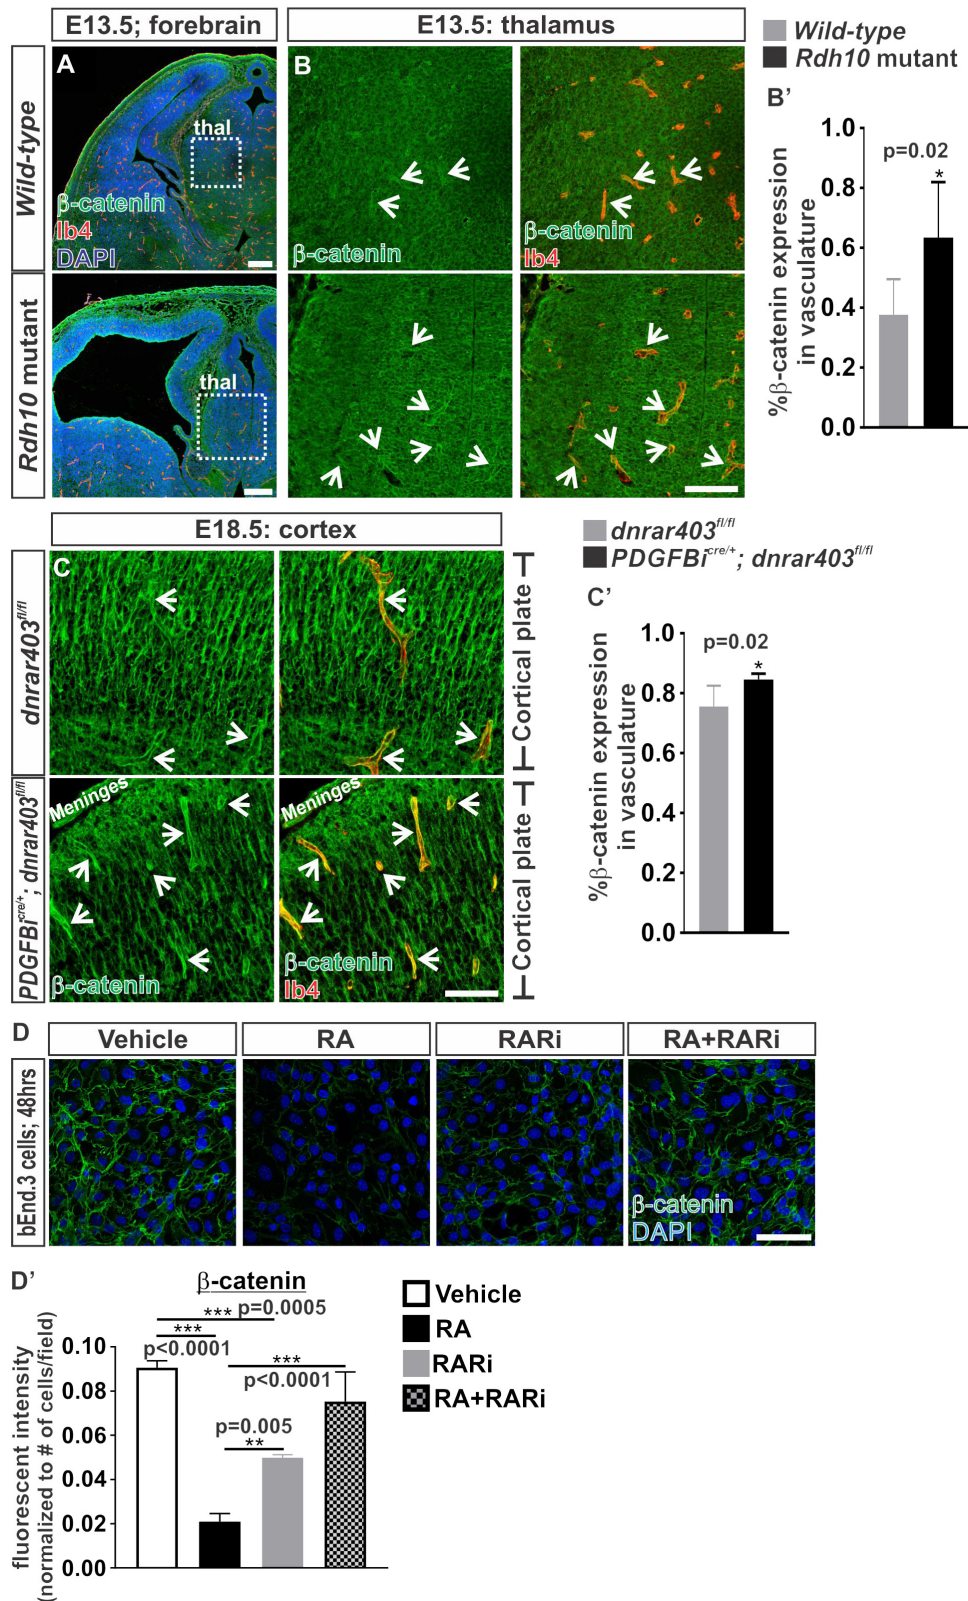 E13.5; forebrain
E13.5: thalamus
Wild-type
Rdh10 mutant
Wild-type
A
thal
β-catenin
Ib4
DAPI
B
β-catenin
β-catenin
Ib4
B'
p=0.02
*
1.0
0.8
0.6
0.4
0.2
0.0
%β-catenin expression
in vasculature
Rdh10 mutant
thal
E18.5: cortex
dnrar403fl/fl
PDGFBicre/+; dnrar403fl/fl
dnrar403fl/fl
C
Cortical plate
C'
p=0.02
*
1.0
0.8
0.6
0.4
0.2
0.0
%β-catenin expression
in vasculature
PDGFBicre/+; dnrar403fl/fl
Meninges
β-catenin
Meninges
β-catenin
Ib4
Cortical plate
D
Vehicle
RA
RARi
RA+RARi
bEnd.3 cells; 48hrs
β-catenin
DAPI
D'
β-catenin
*** p=0.0005
***
p<0.0001
***
p<0.0001
p=0.005
**
0.10
0.08
0.06
0.04
0.02
0.00
fluorescent intensity
(normalized to # of cells/field)
Vehicle
RA
RARi
RA+RARi